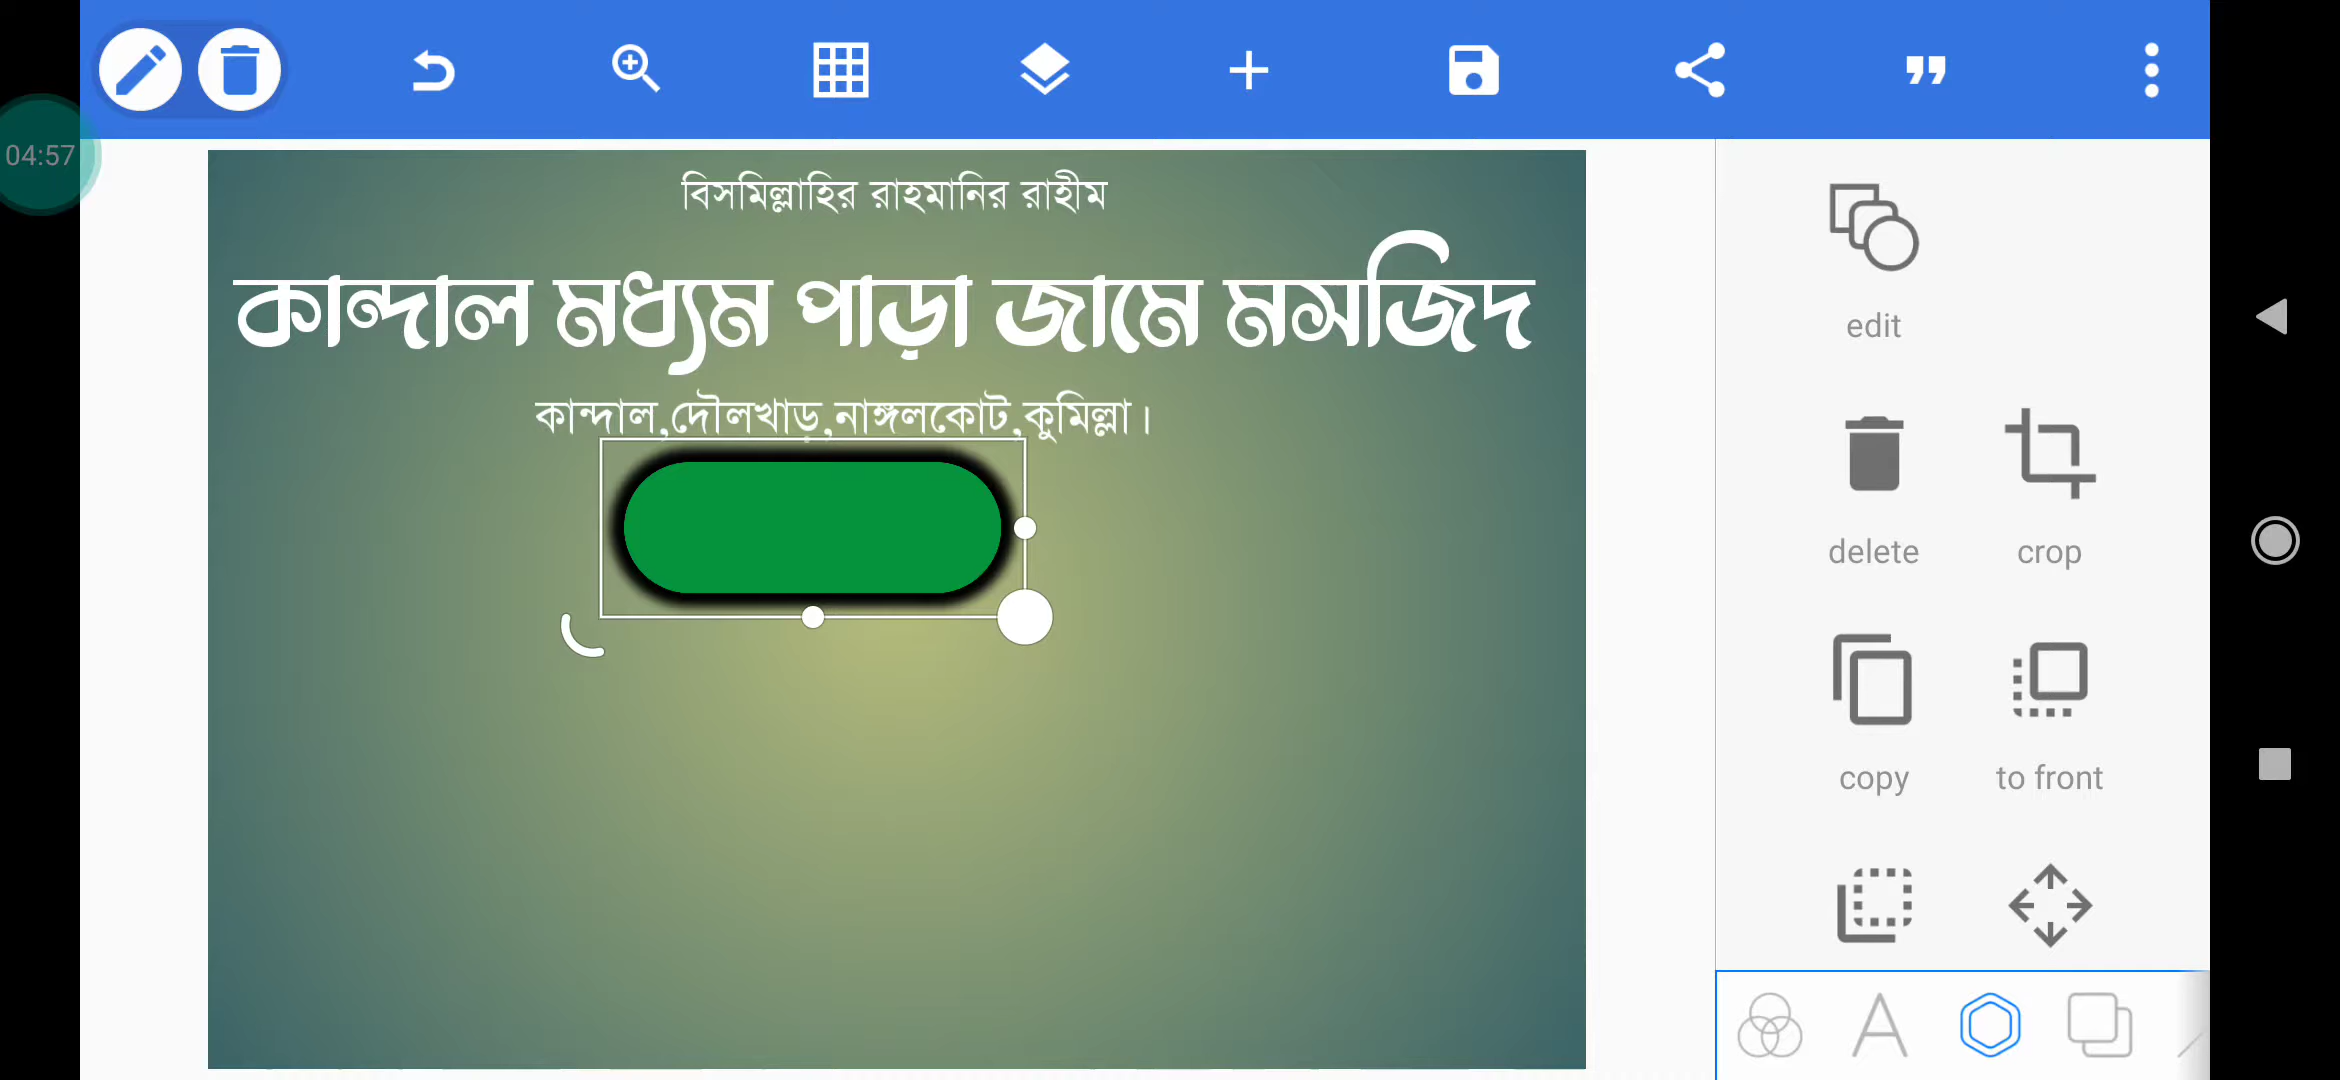 04:57
বিসমিল্লাহির রাহমানির রাহীম
কান্দাল মধ্যম পাড়া জামে মসজিদ
কান্দাল,দৌলখাড়,নাঙ্গলকোট,কুমিল্লা।
edit
delete
crop
copy
to front